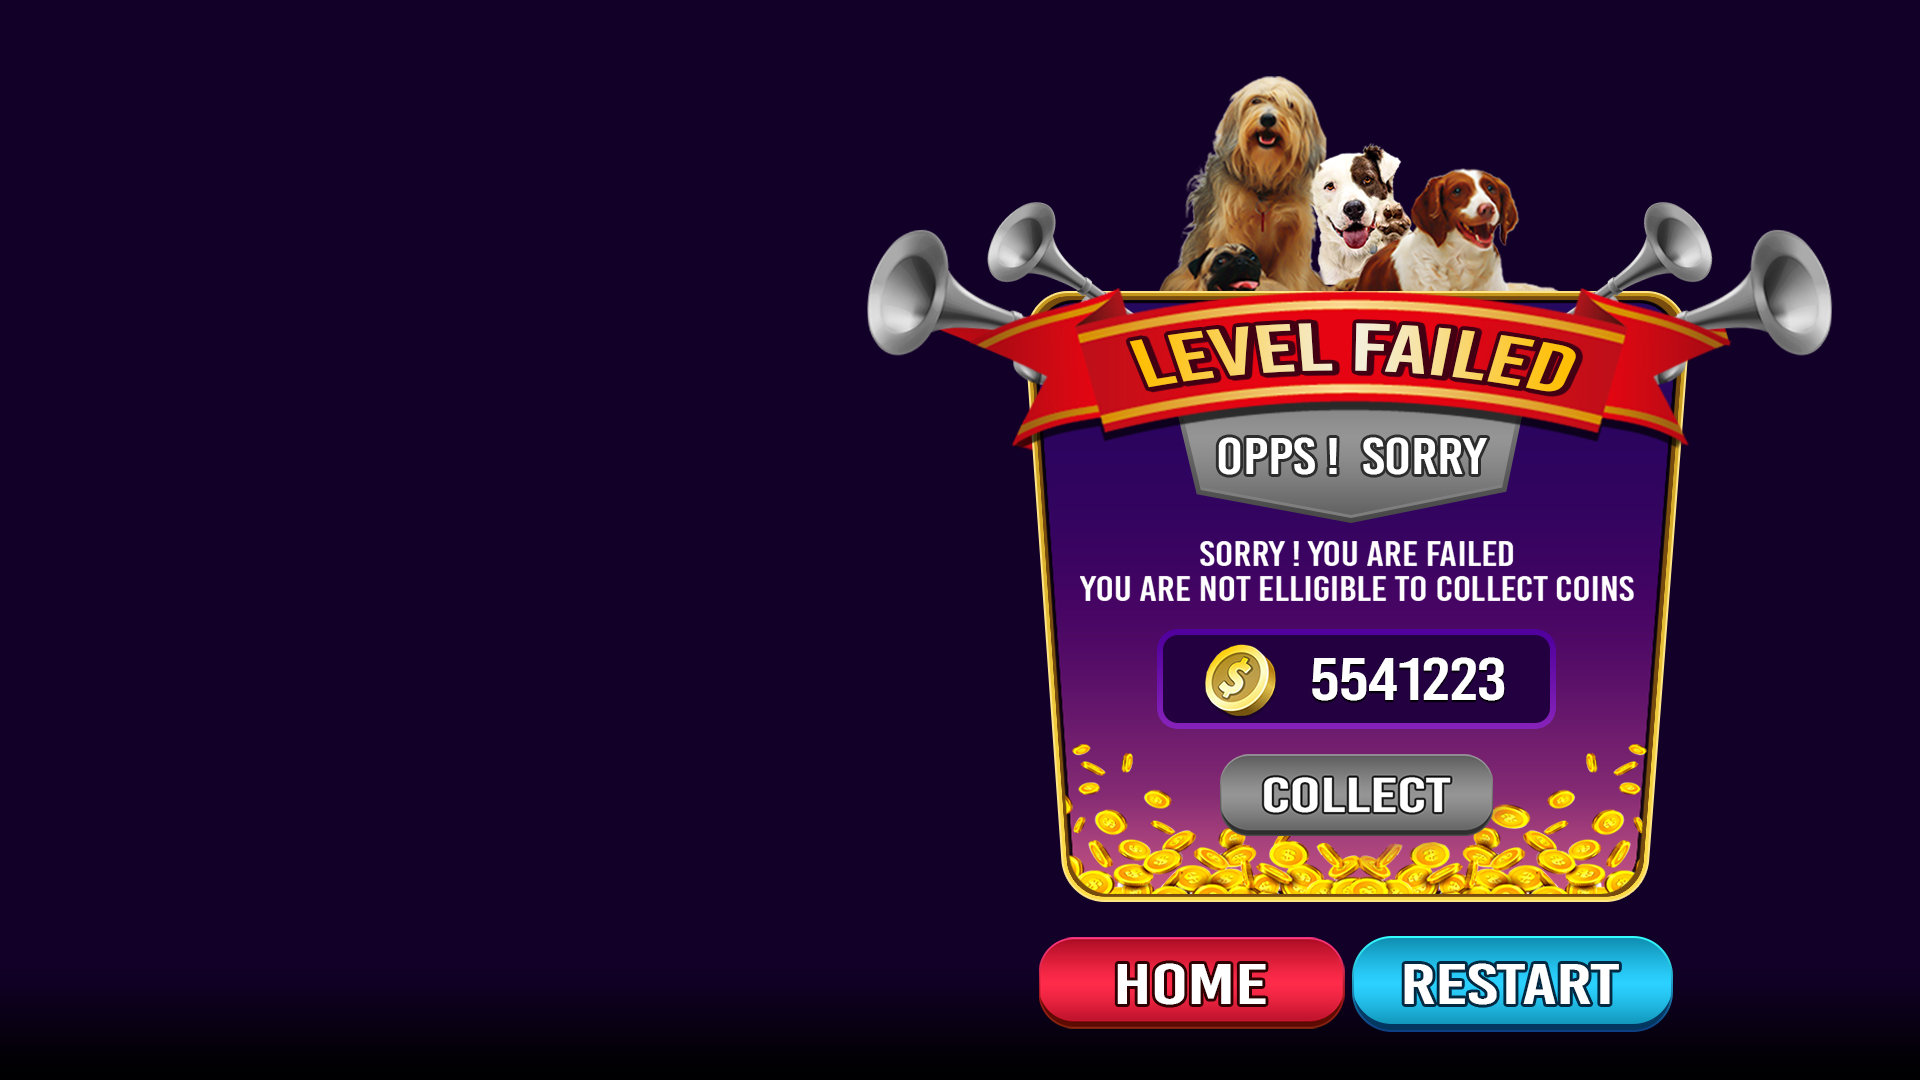 LEVEL FAILED
OPPS ! SORRY
SORRY ! YOU ARE FAILED
YOU ARE NOT ELLIGIBLE TO COLLECT COINS
$ 5541223
COLLECT
HOME RESTART